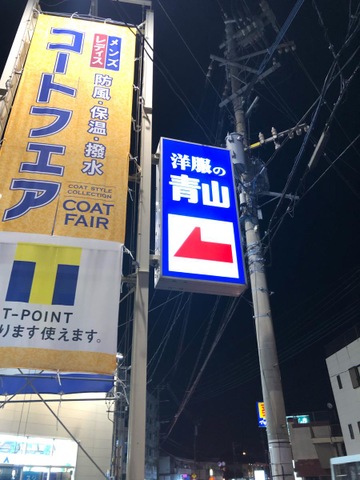 メンズ
レディス
防風・保温・撥水
コートフェア
COAT STYLE
COLLECTION
COAT
FAIR
T
T-POINT
ります使えます。
洋服の
青山